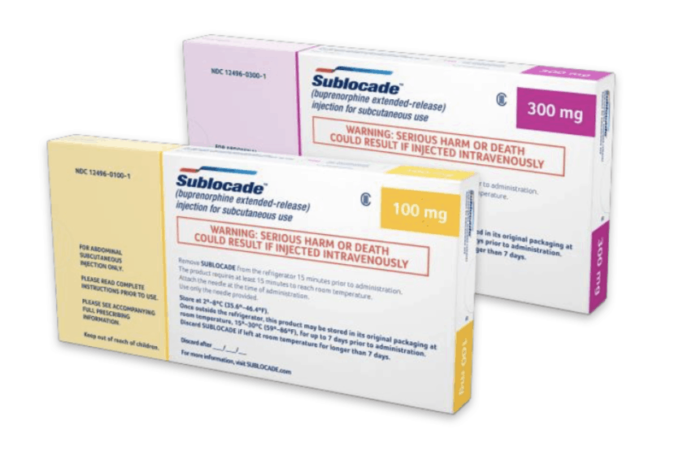 NDC 12496-0300-1
Sublocade™
(buprenorphine extended-release)
injection for subcutaneous use
300 mg
WARNING: SERIOUS HARM OR DEATH
COULD RESULT IF INJECTED INTRAVENOUSLY
prior to administration.
stored in its original packaging at
days prior to administration.
longer than 7 days.
300 mg
NDC 12496-0100-1
FOR ABDOMINAL
SUBCUTANEOUS
INJECTION ONLY.
PLEASE READ COMPLETE
INSTRUCTIONS PRIOR TO USE.
PLEASE SEE ACCOMPANYING
FULL PRESCRIBING
INFORMATION.
Keep out of reach of children.
Sublocade™
(buprenorphine extended-release)
injection for subcutaneous use
100 mg
WARNING: SERIOUS HARM OR DEATH
COULD RESULT IF INJECTED INTRAVENOUSLY
Remove SUBLOCADE from the refrigerator 15 minutes prior to administration.
The product requires at least 15 minutes to reach room temperature.
Attach the needle at the time of administration.
Use only the needle provided.
Store at 2°–8°C (35.6°–46.4°F).
Once outside the refrigerator, this product may be stored in its original packaging at
room temperature, 15°–30°C (59°–86°F), for up to 7 days prior to administration.
Discard SUBLOCADE if left at room temperature for longer than 7 days.
Discard after __/__/__
For more information, visit SUBLOCADE.com
100 mg